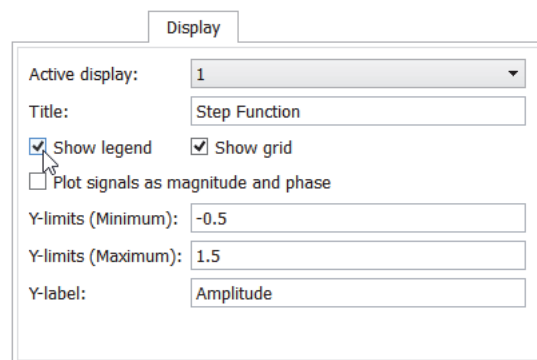 Display
Active display: 1
Title: Step Function
Show legend Show grid
Plot signals as magnitude and phase
Y-limits (Minimum): -0.5
Y-limits (Maximum): 1.5
Y-label: Amplitude